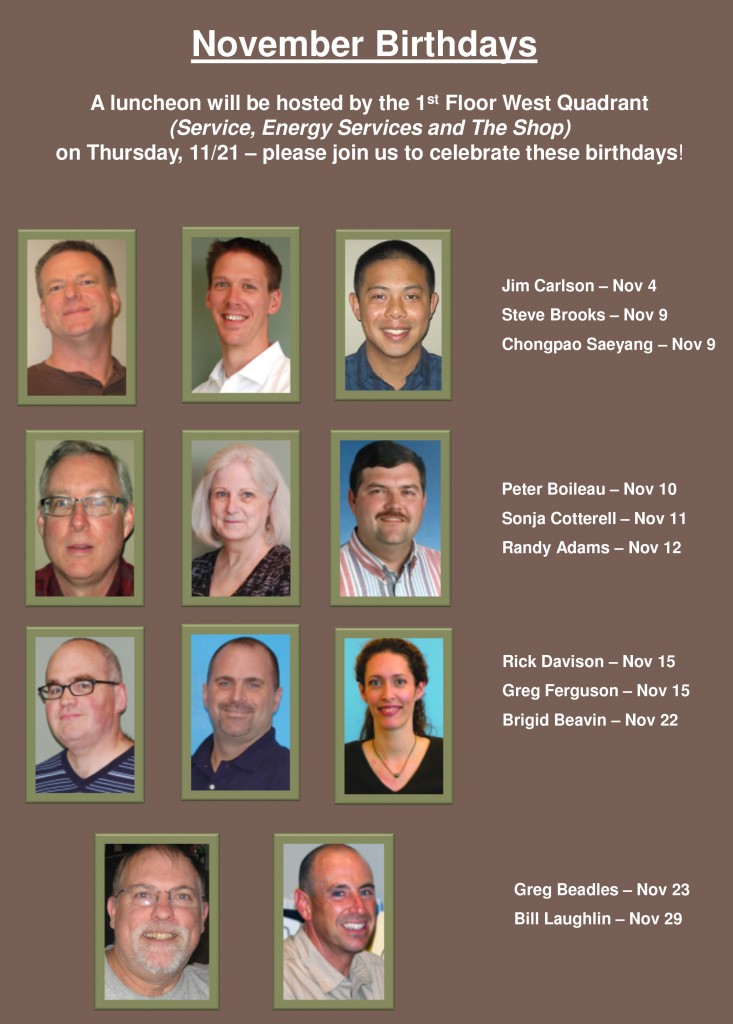 November Birthdays
A luncheon will be hosted by the 1st Floor West Quadrant
(Service, Energy Services and The Shop)
on Thursday, 11/21 – please join us to celebrate these birthdays!
Jim Carlson – Nov 4
Steve Brooks – Nov 9
Chongpao Saeyang – Nov 9
Peter Boileau – Nov 10
Sonja Cotterell – Nov 11
Randy Adams – Nov 12
Rick Davison – Nov 15
Greg Ferguson – Nov 15
Brigid Beavin – Nov 22
Greg Beadles – Nov 23
Bill Laughlin – Nov 29